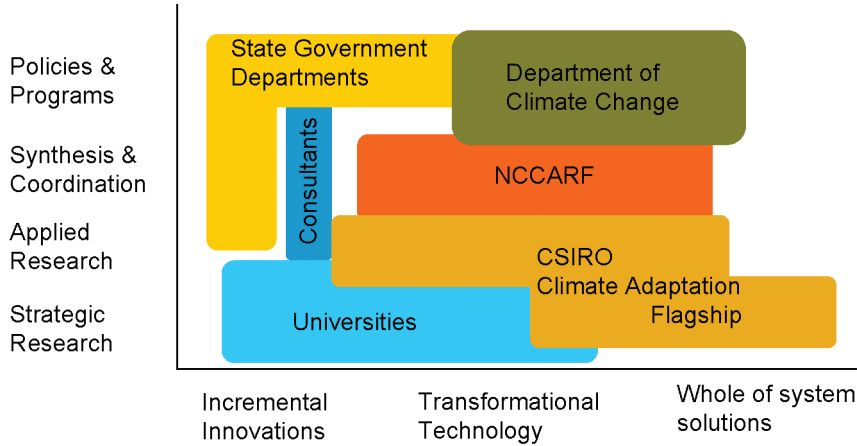 Policies &
Programs
Synthesis &
Coordination
Applied
Research
Strategic
Research
State Government
Departments
Department of
Climate Change
Consultants
NCCARF
CSIRO
Climate Adaptation
Flagship
Universities
Incremental
Innovations
Transformational
Technology
Whole of system
solutions